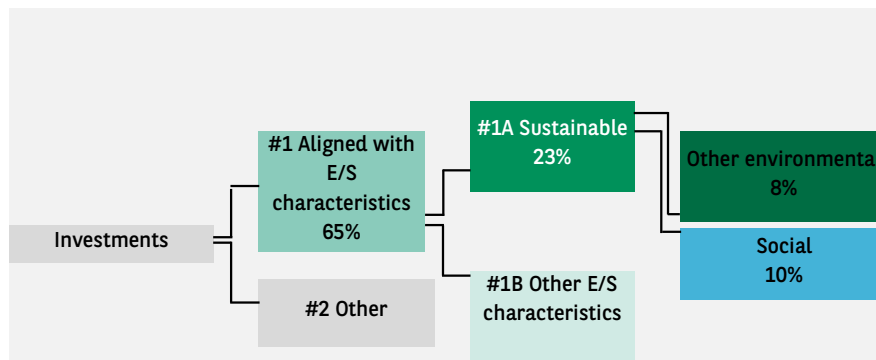 Investments
#1 Aligned with
E/S
characteristics
65%
#2 Other
#1A Sustainable
23%
#1B Other E/S
characteristics
Other environmenta
8%
Social
10%